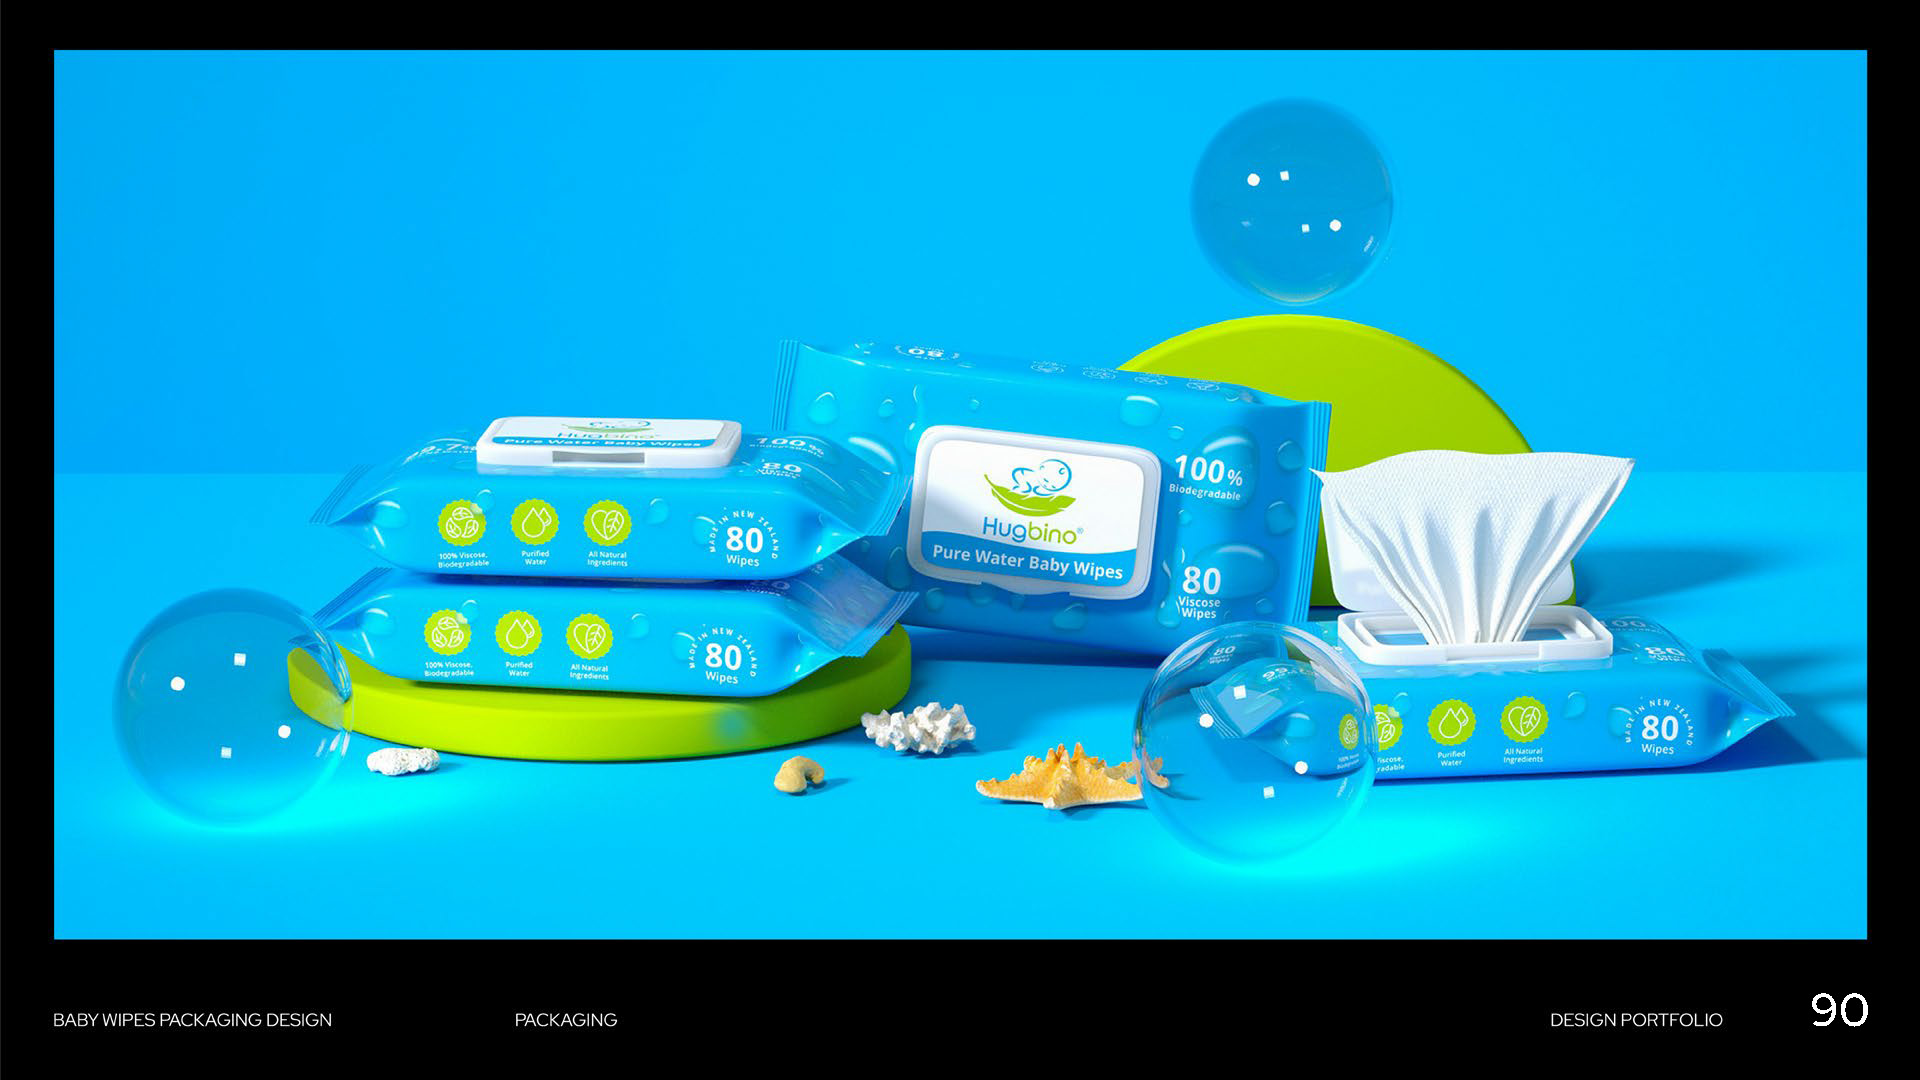 Hugbino
Pure Water Baby Wipes
100%
Biodegradable
80
100% Viscose,
Biodegradable
Purified
Water
All Natural
Ingredients
MADE IN NEW ZEALAND
80
Wipes
100% Viscose,
Biodegradable
Purified
Water
All Natural
Ingredients
MADE IN NEW ZEALAND
80
Wipes
80
Hugbino®
Pure Water Baby Wipes
100%
Biodegradable
80
Viscose
Wipes
80
Purified
Water
All Natural
Ingredients
MADE IN NEW ZEALAND
80
Wipes
BABY WIPES PACKAGING DESIGN
PACKAGING
DESIGN PORTFOLIO
90